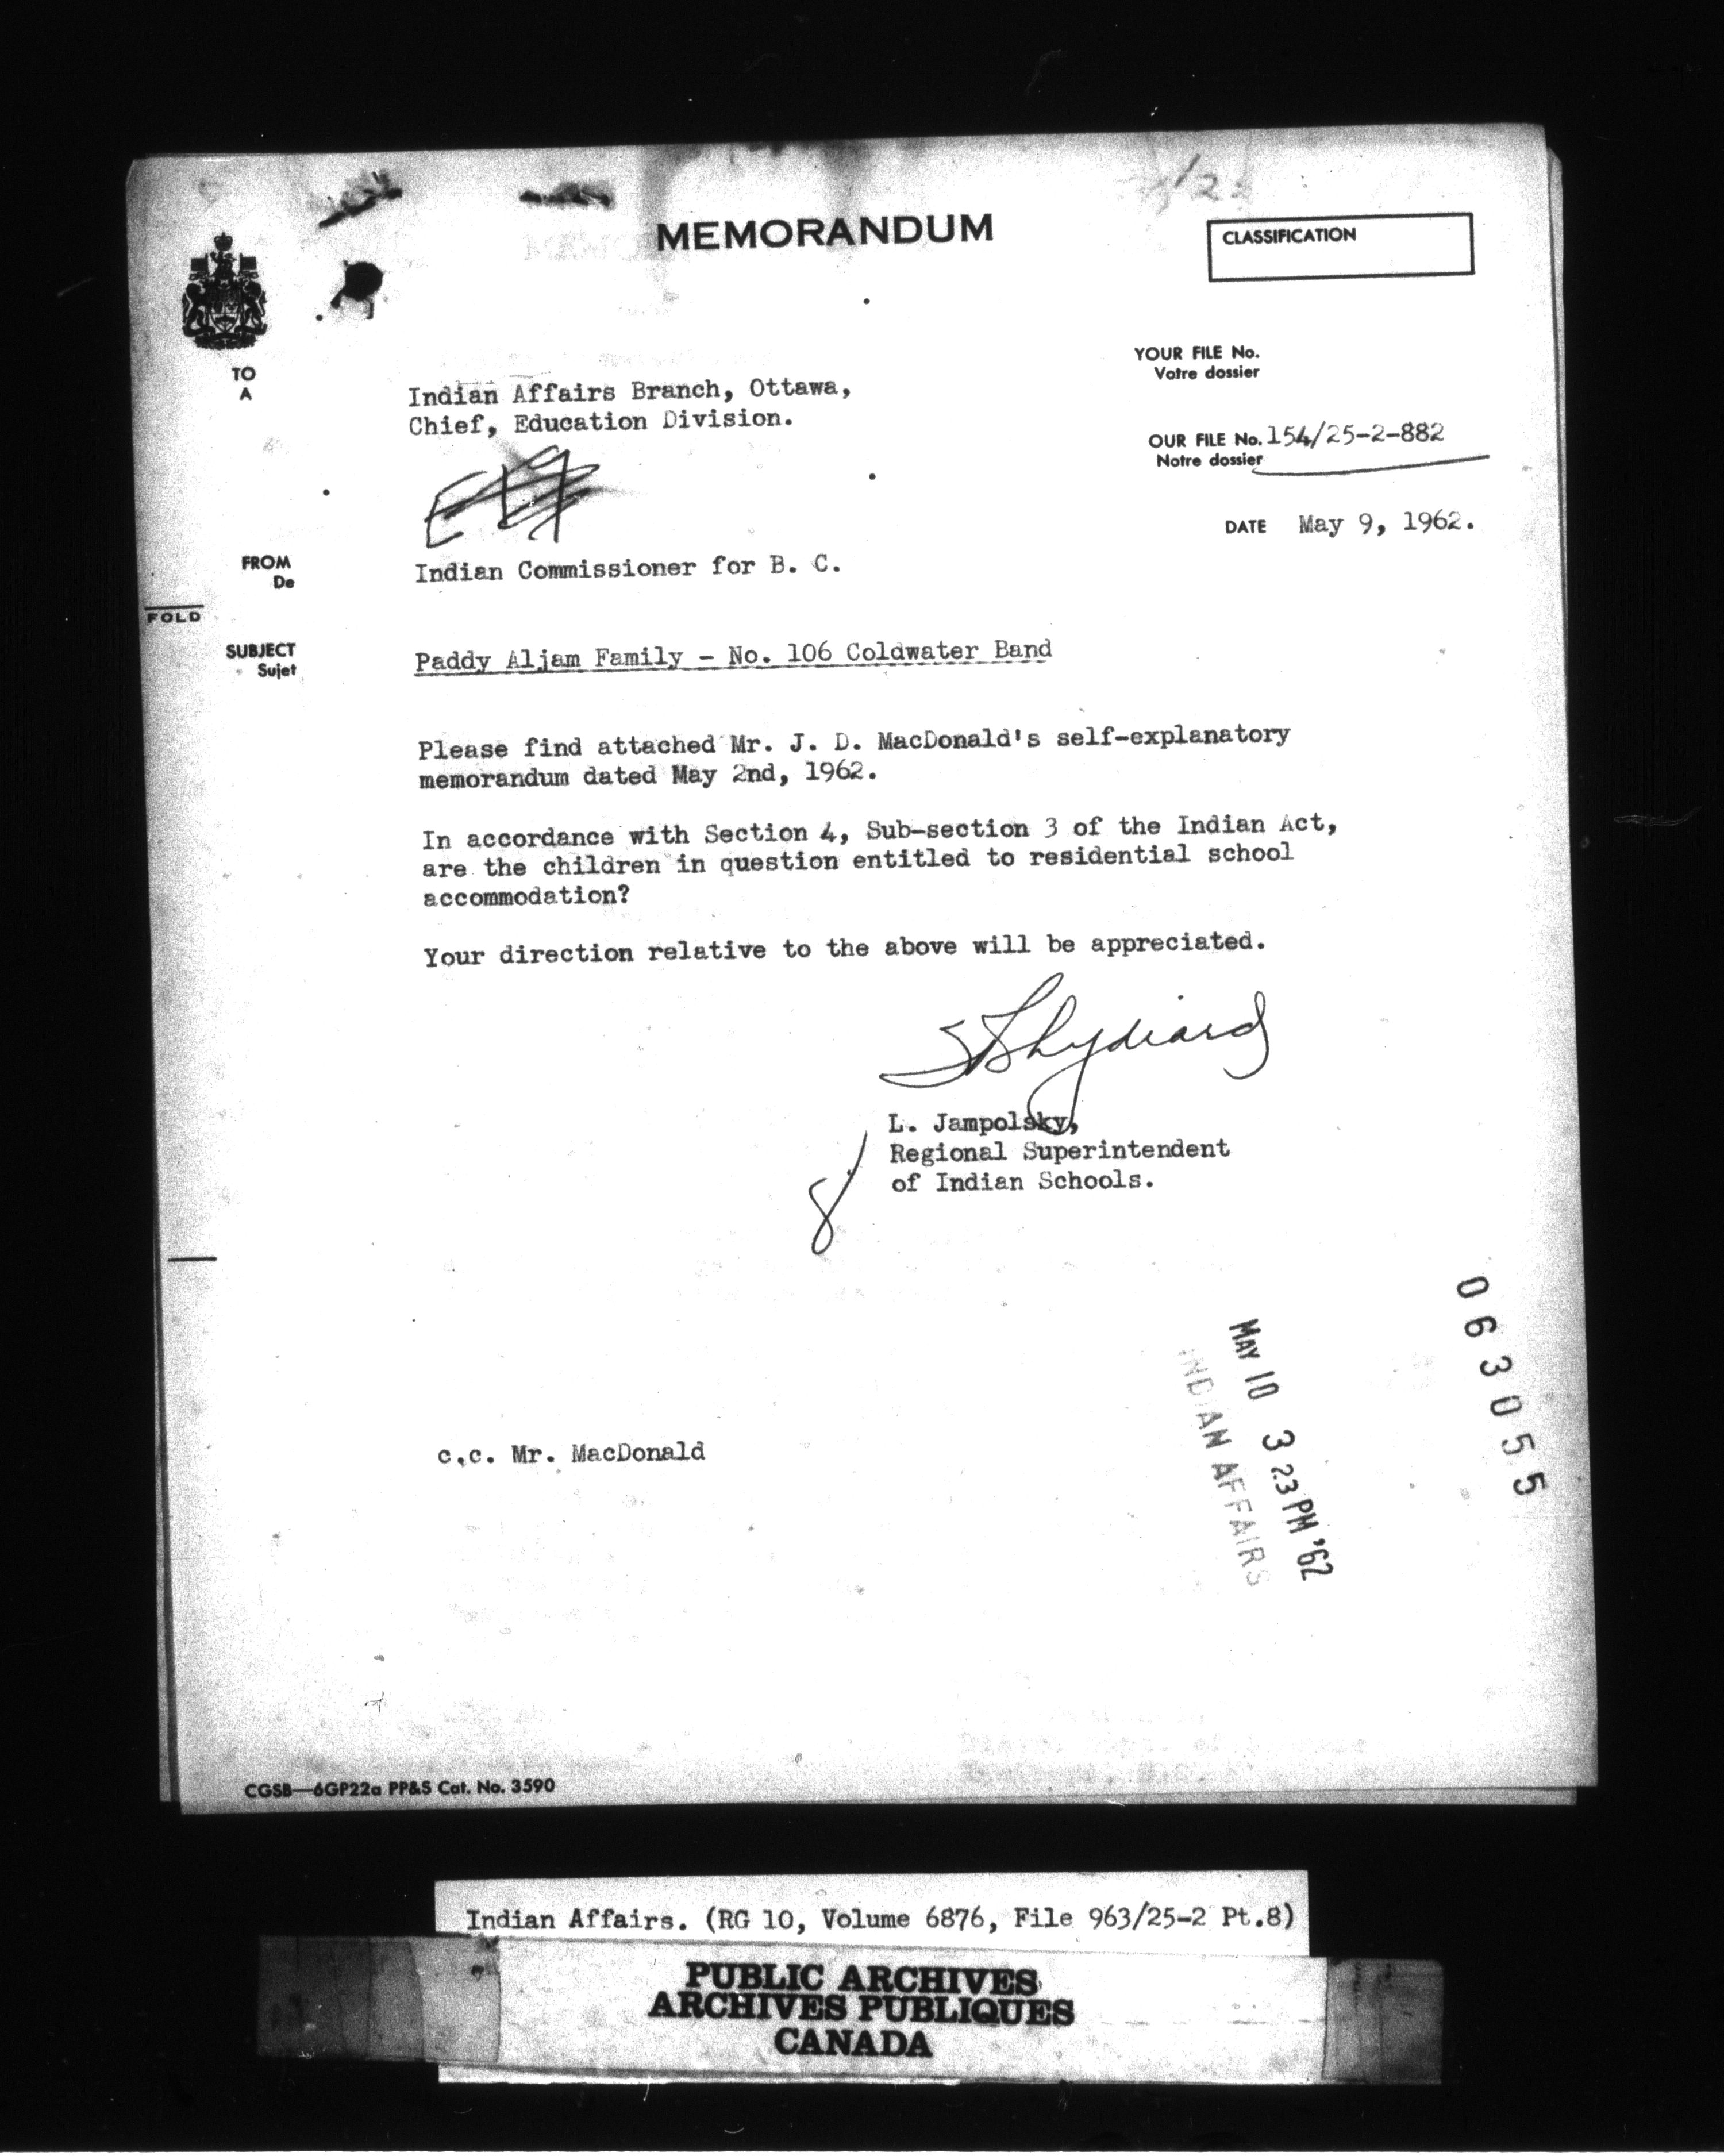 MEMORANDUM
CLASSIFICATION
YOUR FILE No.
Votre dossier
TO
A
Indian Affairs Branch, Ottawa,
Chief, Education Division.
OUR FILE No. 154/25-2-882
Notre dossier
DATE May 9, 1962.
FROM
De
Indian Commissioner for B. C.
FOLD
SUBJECT
Sujet
Paddy Aljam Family - No. 106 Coldwater Band
Please find attached Mr. J. D. MacDonald's self-explanatory
memorandum dated May 2nd, 1962.
In accordance with Section 4, Sub-section 3 of the Indian Act,
are the children in question entitled to residential school
accommodation?
Your direction relative to the above will be appreciated.
L. Jampolsky,
Regional Superintendent
of Indian Schools.
063055
MAY 10 3 23 PM '62
INDIAN AFFAIRS
c.c. Mr. MacDonald
CGSB—6GP22a PP&S Cat. No. 3590
Indian Affairs. (RG 10, Volume 6876, File 963/25-2 Pt.8)
PUBLIC ARCHIVES
ARCHIVES PUBLIQUES
CANADA